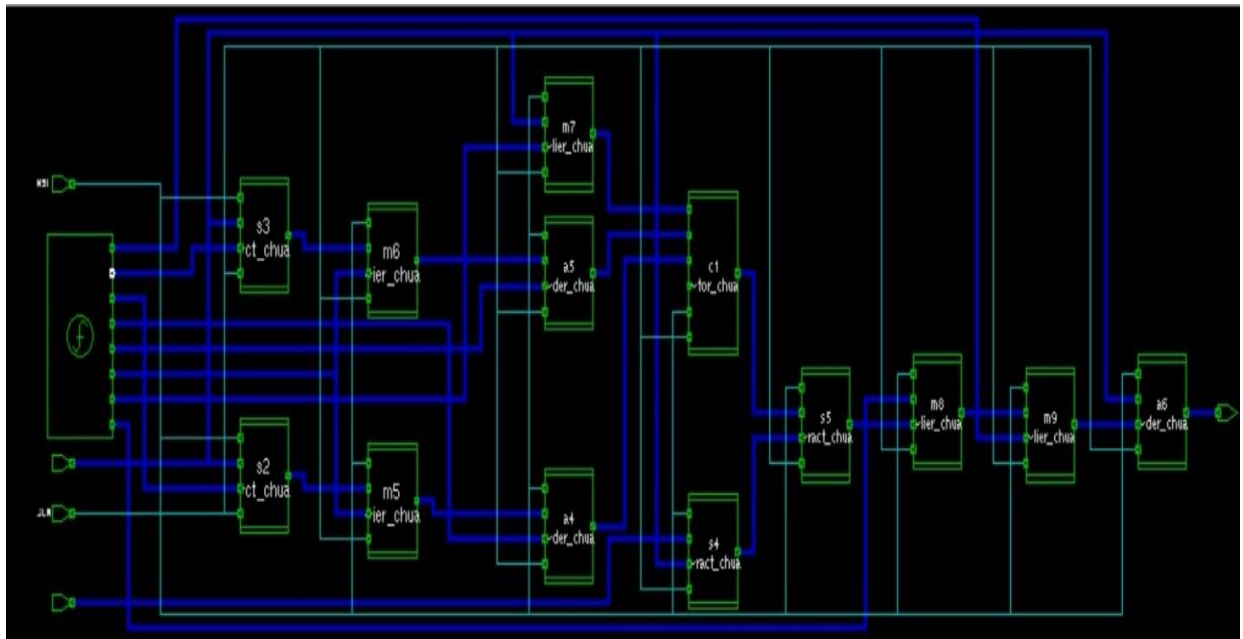 m7
~lier_chua
s3
ct_chua
m6
ier_chua
a5
~der_chua
c1
~tor_chua
s5
~ract_chua
m8
~lier_chua
m9
~lier_chua
a6
~der_chua
s2
ct_chua
m5
ier_chua
a4
~der_chua
s4
~ract_chua